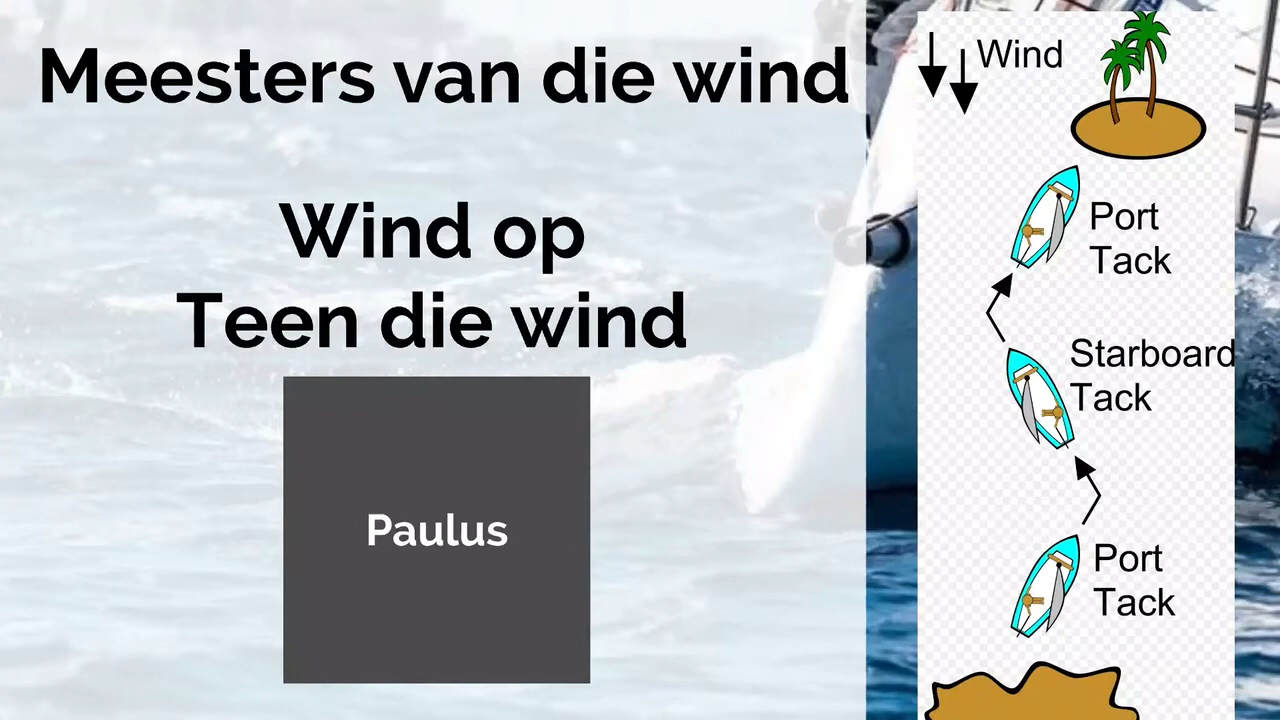 Meesters van die wind
Wind op
Teen die wind
Paulus
Wind
Port
Tack
Starboard
Tack
Port
Tack